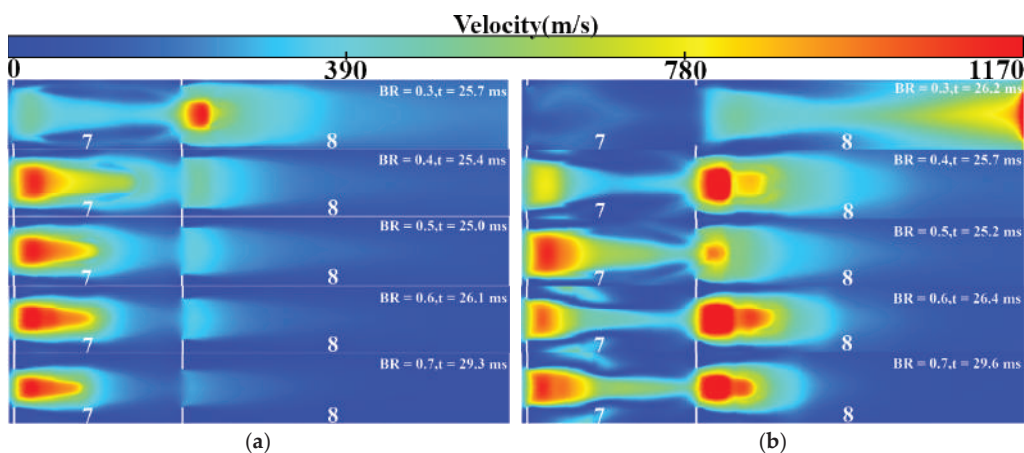 Velocity(m/s)
0 390 780 1170
BR = 0.3,t = 25.7 ms
7 8
BR = 0.4,t = 25.4 ms
7 8
BR = 0.5,t = 25.0 ms
7 8
BR = 0.6,t = 26.1 ms
7 8
BR = 0.7,t = 29.3 ms
7 8
(a)
BR = 0.3,t = 26.2 ms
7 8
BR = 0.4,t = 25.7 ms
7 8
BR = 0.5,t = 25.2 ms
7 8
BR = 0.6,t = 26.4 ms
7 8
BR = 0.7,t = 29.6 ms
7 8
(b)